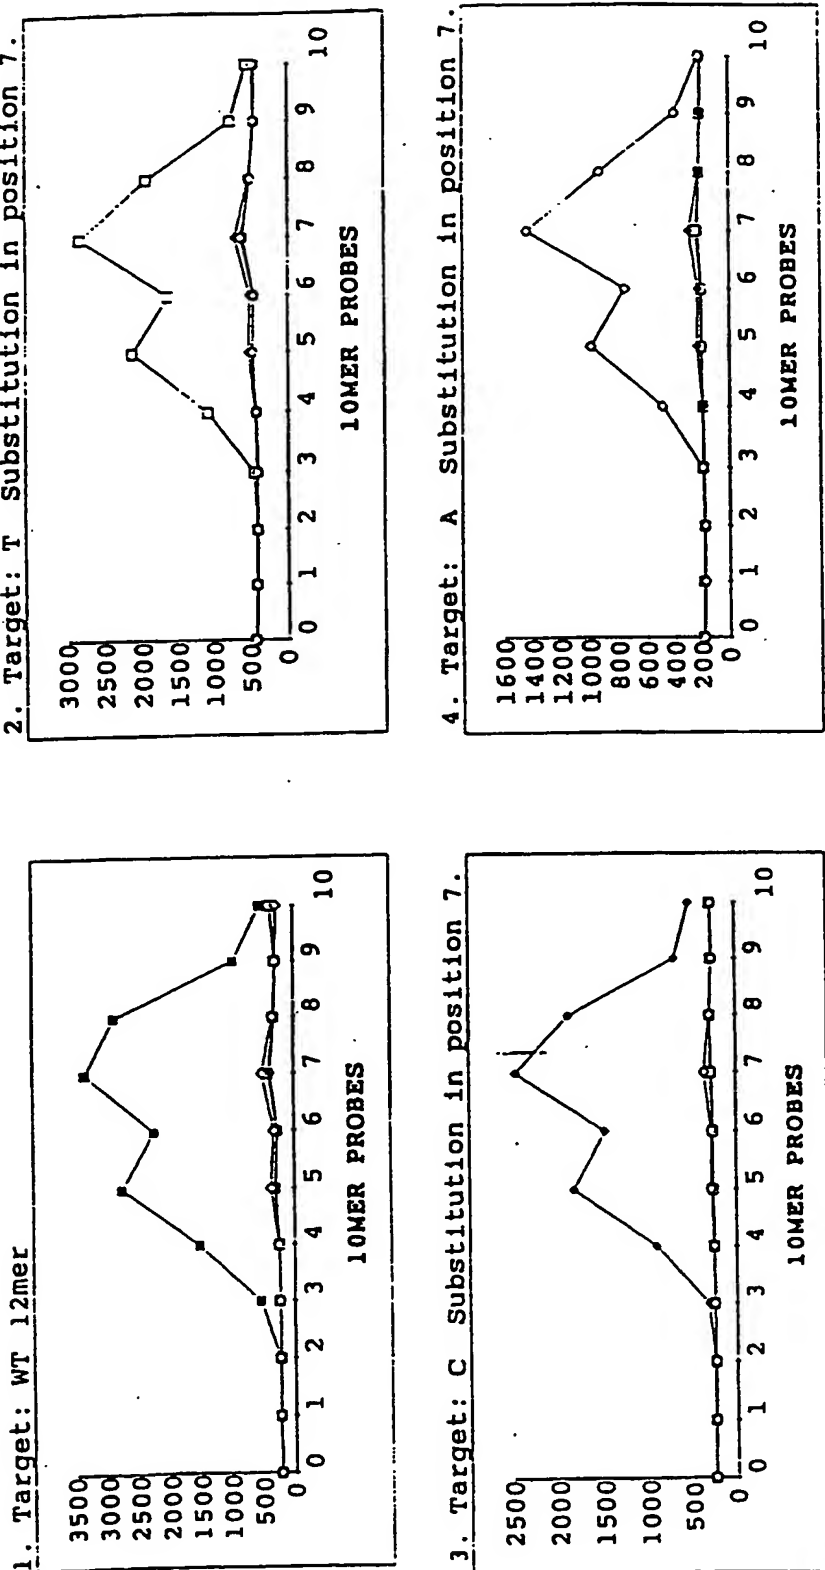 1. Target: WT 12mer
3500
3000
2500
2000
1500
1000
500
0
0 1 2 3 4 5 6 7 8 9 10
10MER PROBES
2. Target: T Substitution in position 7.
3000
2500
2000
1500
1000
500
0
0 1 2 3 4 5 6 7 8 9 10
10MER PROBES
3. Target: C Substitution in position 7.
2500
2000
1500
1000
500
0
0 1 2 3 4 5 6 7 8 9 10
10MER PROBES
4. Target: A Substitution in position 7.
1600
1400
1200
1000
800
600
400
200
0
0 1 2 3 4 5 6 7 8 9 10
10MER PROBES